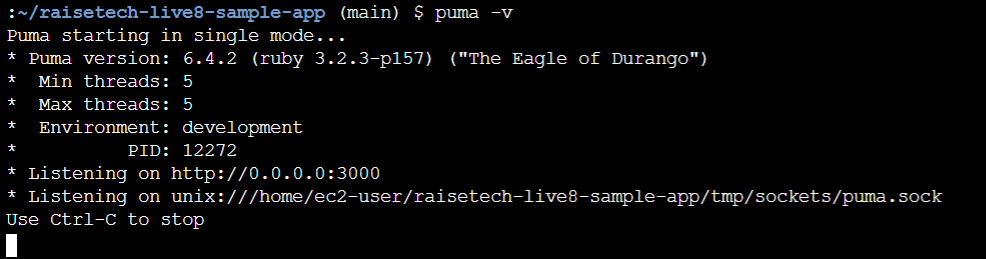 :~/raisetech-live8-sample-app (main) $ puma -v
Puma starting in single mode...
* Puma version: 6.4.2 (ruby 3.2.3-p157) ("The Eagle of Durango")
*  Min threads: 5
*  Max threads: 5
*  Environment: development
*          PID: 12272
* Listening on http://0.0.0.0:3000
* Listening on unix:///home/ec2-user/raisetech-live8-sample-app/tmp/sockets/puma.sock
Use Ctrl-C to stop